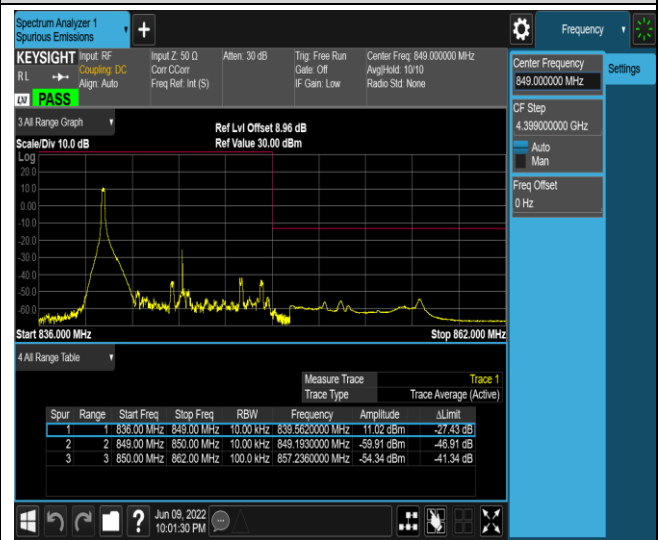 Spectrum Analyzer 1
Spurious Emissions
+
Frequency
KEYSIGHT Input: RF Input Z: 50 Ω Atten: 30 dB Trig: Free Run Center Freq: 849.000000 MHz
RL Coupling: DC Corr CCorr Gate: Off Avg|Hold: 10/10
Align: Auto Freq Ref: Int (S) IF Gain: Low Radio Std: None
LXI PASS
Center Frequency
849.000000 MHz
Settings
CF Step
4.399000000 GHz
Auto
Man
Freq Offset
0 Hz
3 All Range Graph
Ref Lvl Offset 8.96 dB
Scale/Div 10.0 dB Ref Value 30.00 dBm
Log
20.0
10.0
0.00
-10.0
-20.0
-30.0
-40.0
-50.0
-60.0
Start 836.000 MHz Stop 862.000 MHz
4 All Range Table
Measure Trace Trace 1
Trace Type Trace Average (Active)
Spur Range Start Freq Stop Freq RBW Frequency Amplitude ΔLimit
1 1 836.00 MHz 849.00 MHz 10.00 kHz 839.5620000 MHz 11.02 dBm -27.43 dB
2 2 849.00 MHz 850.00 MHz 10.00 kHz 849.1930000 MHz -59.91 dBm -46.91 dB
3 3 850.00 MHz 862.00 MHz 100.0 kHz 857.2360000 MHz -54.34 dBm -41.34 dB
?
Jun 09, 2022
10:01:30 PM